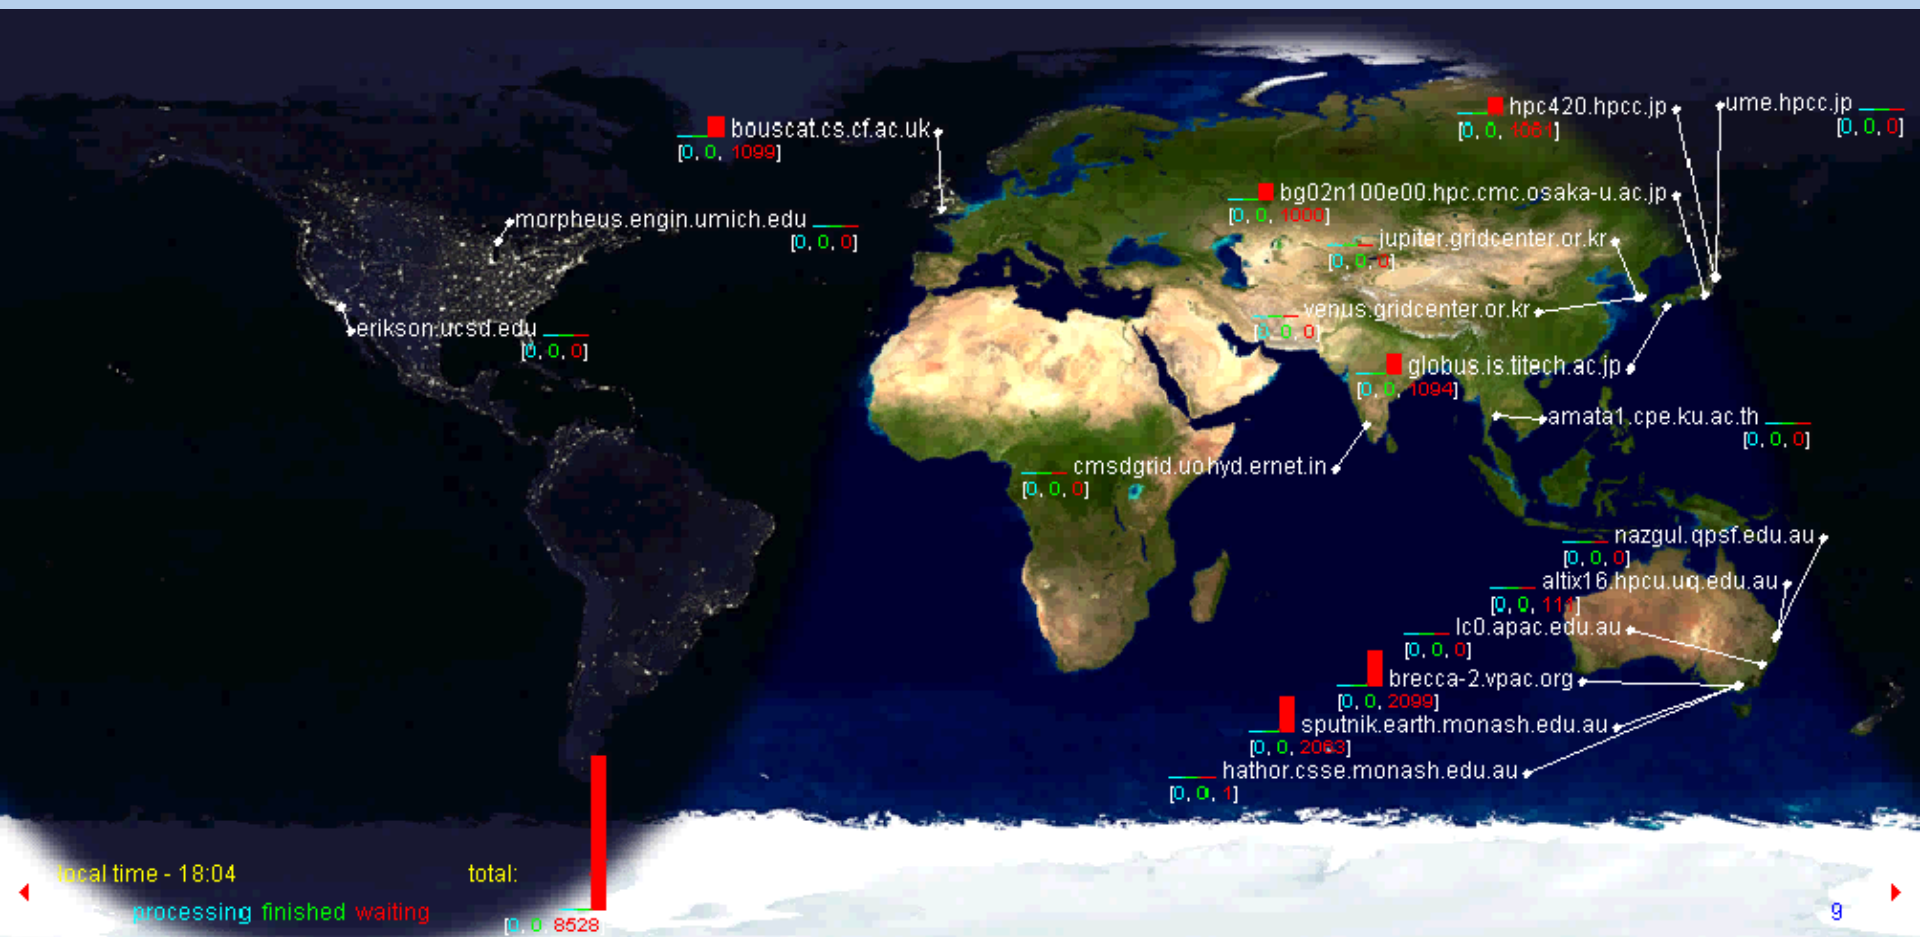 hpc420.hpcc.jp
[0, 0, 1061]
ume.hpcc.jp
[0, 0, 0]
bouscat.cs.cf.ac.uk
[0, 0, 1099]
bg02n100e00.hpc.cmc.osaka-u.ac.jp
[0, 0, 1000]
morpheus.engin.umich.edu
[0, 0, 0]
jupiter.gridcenter.or.kr
[0, 0, 0]
venus.gridcenter.or.kr
[0, 0, 0]
erikson.ucsd.edu
[0, 0, 0]
globus.is.titech.ac.jp
[0, 0, 1094]
amata1.cpe.ku.ac.th
[0, 0, 0]
cmsdgrid.uohyd.ernet.in
[0, 0, 0]
nazgul.qpsf.edu.au
[0, 0, 0]
altix16.hpcu.uq.edu.au
[0, 0, 111]
lc0.apac.edu.au
[0, 0, 0]
brecca-2.vpac.org
[0, 0, 2099]
sputnik.earth.monash.edu.au
[0, 0, 2063]
hathor.csse.monash.edu.au
[0, 0, 1]
local time - 18:04 total:
processing finished waiting
[0, 0, 8528
9